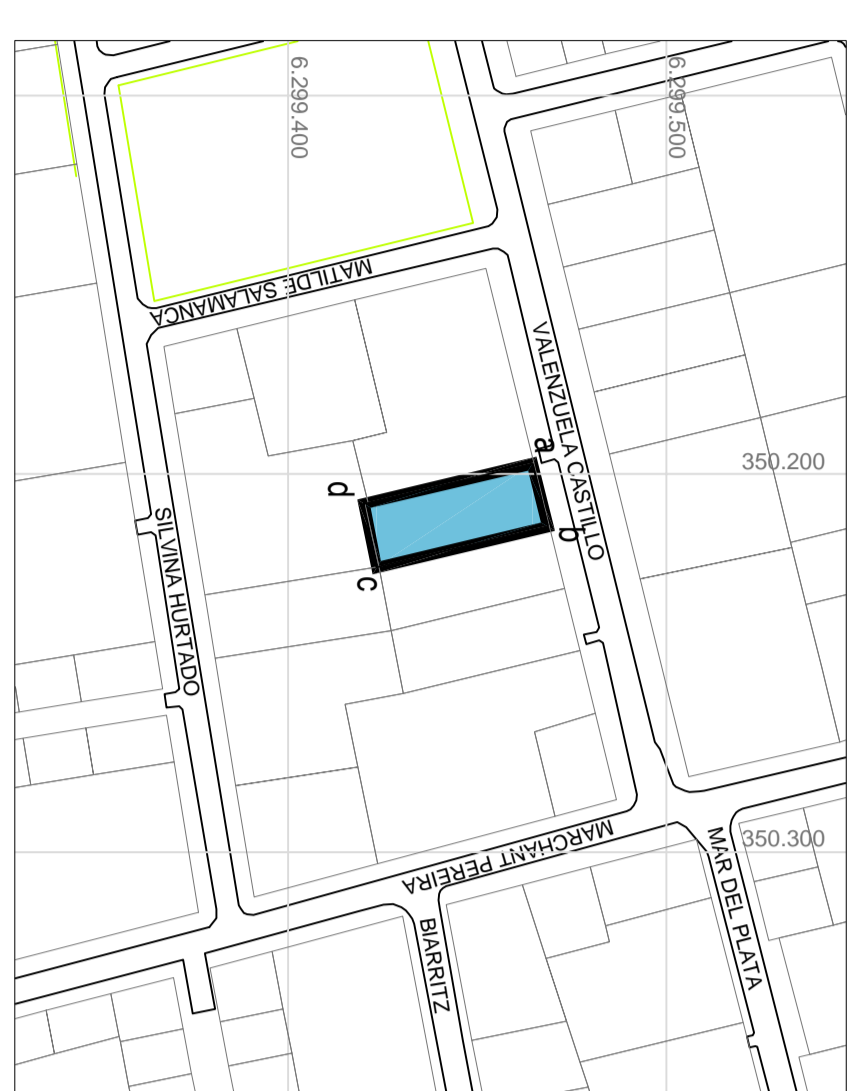 6.299.400
6.299.500
MATILDE SALAMANCA
VALENZUELA CASTILLO
a
350.200
d
b
SILVINA HURTADO
c
MARCHANT PEREIRA
350.300
MAR DEL PLATA
BIARRITZ